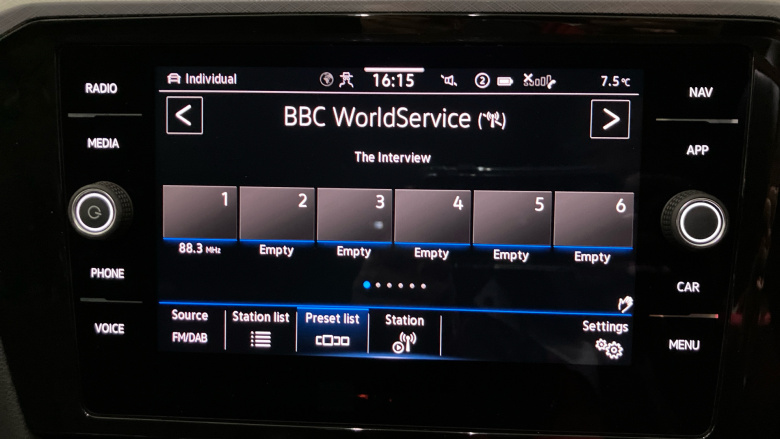 RADIO
MEDIA
PHONE
VOICE
Individual
16:15
2
7.5°C
BBC WorldService
The Interview
1 2 3 4 5 6
88.3 MHz Empty Empty Empty Empty Empty
Source Station list Preset list Station Settings
FM/DAB
NAV
APP
CAR
MENU